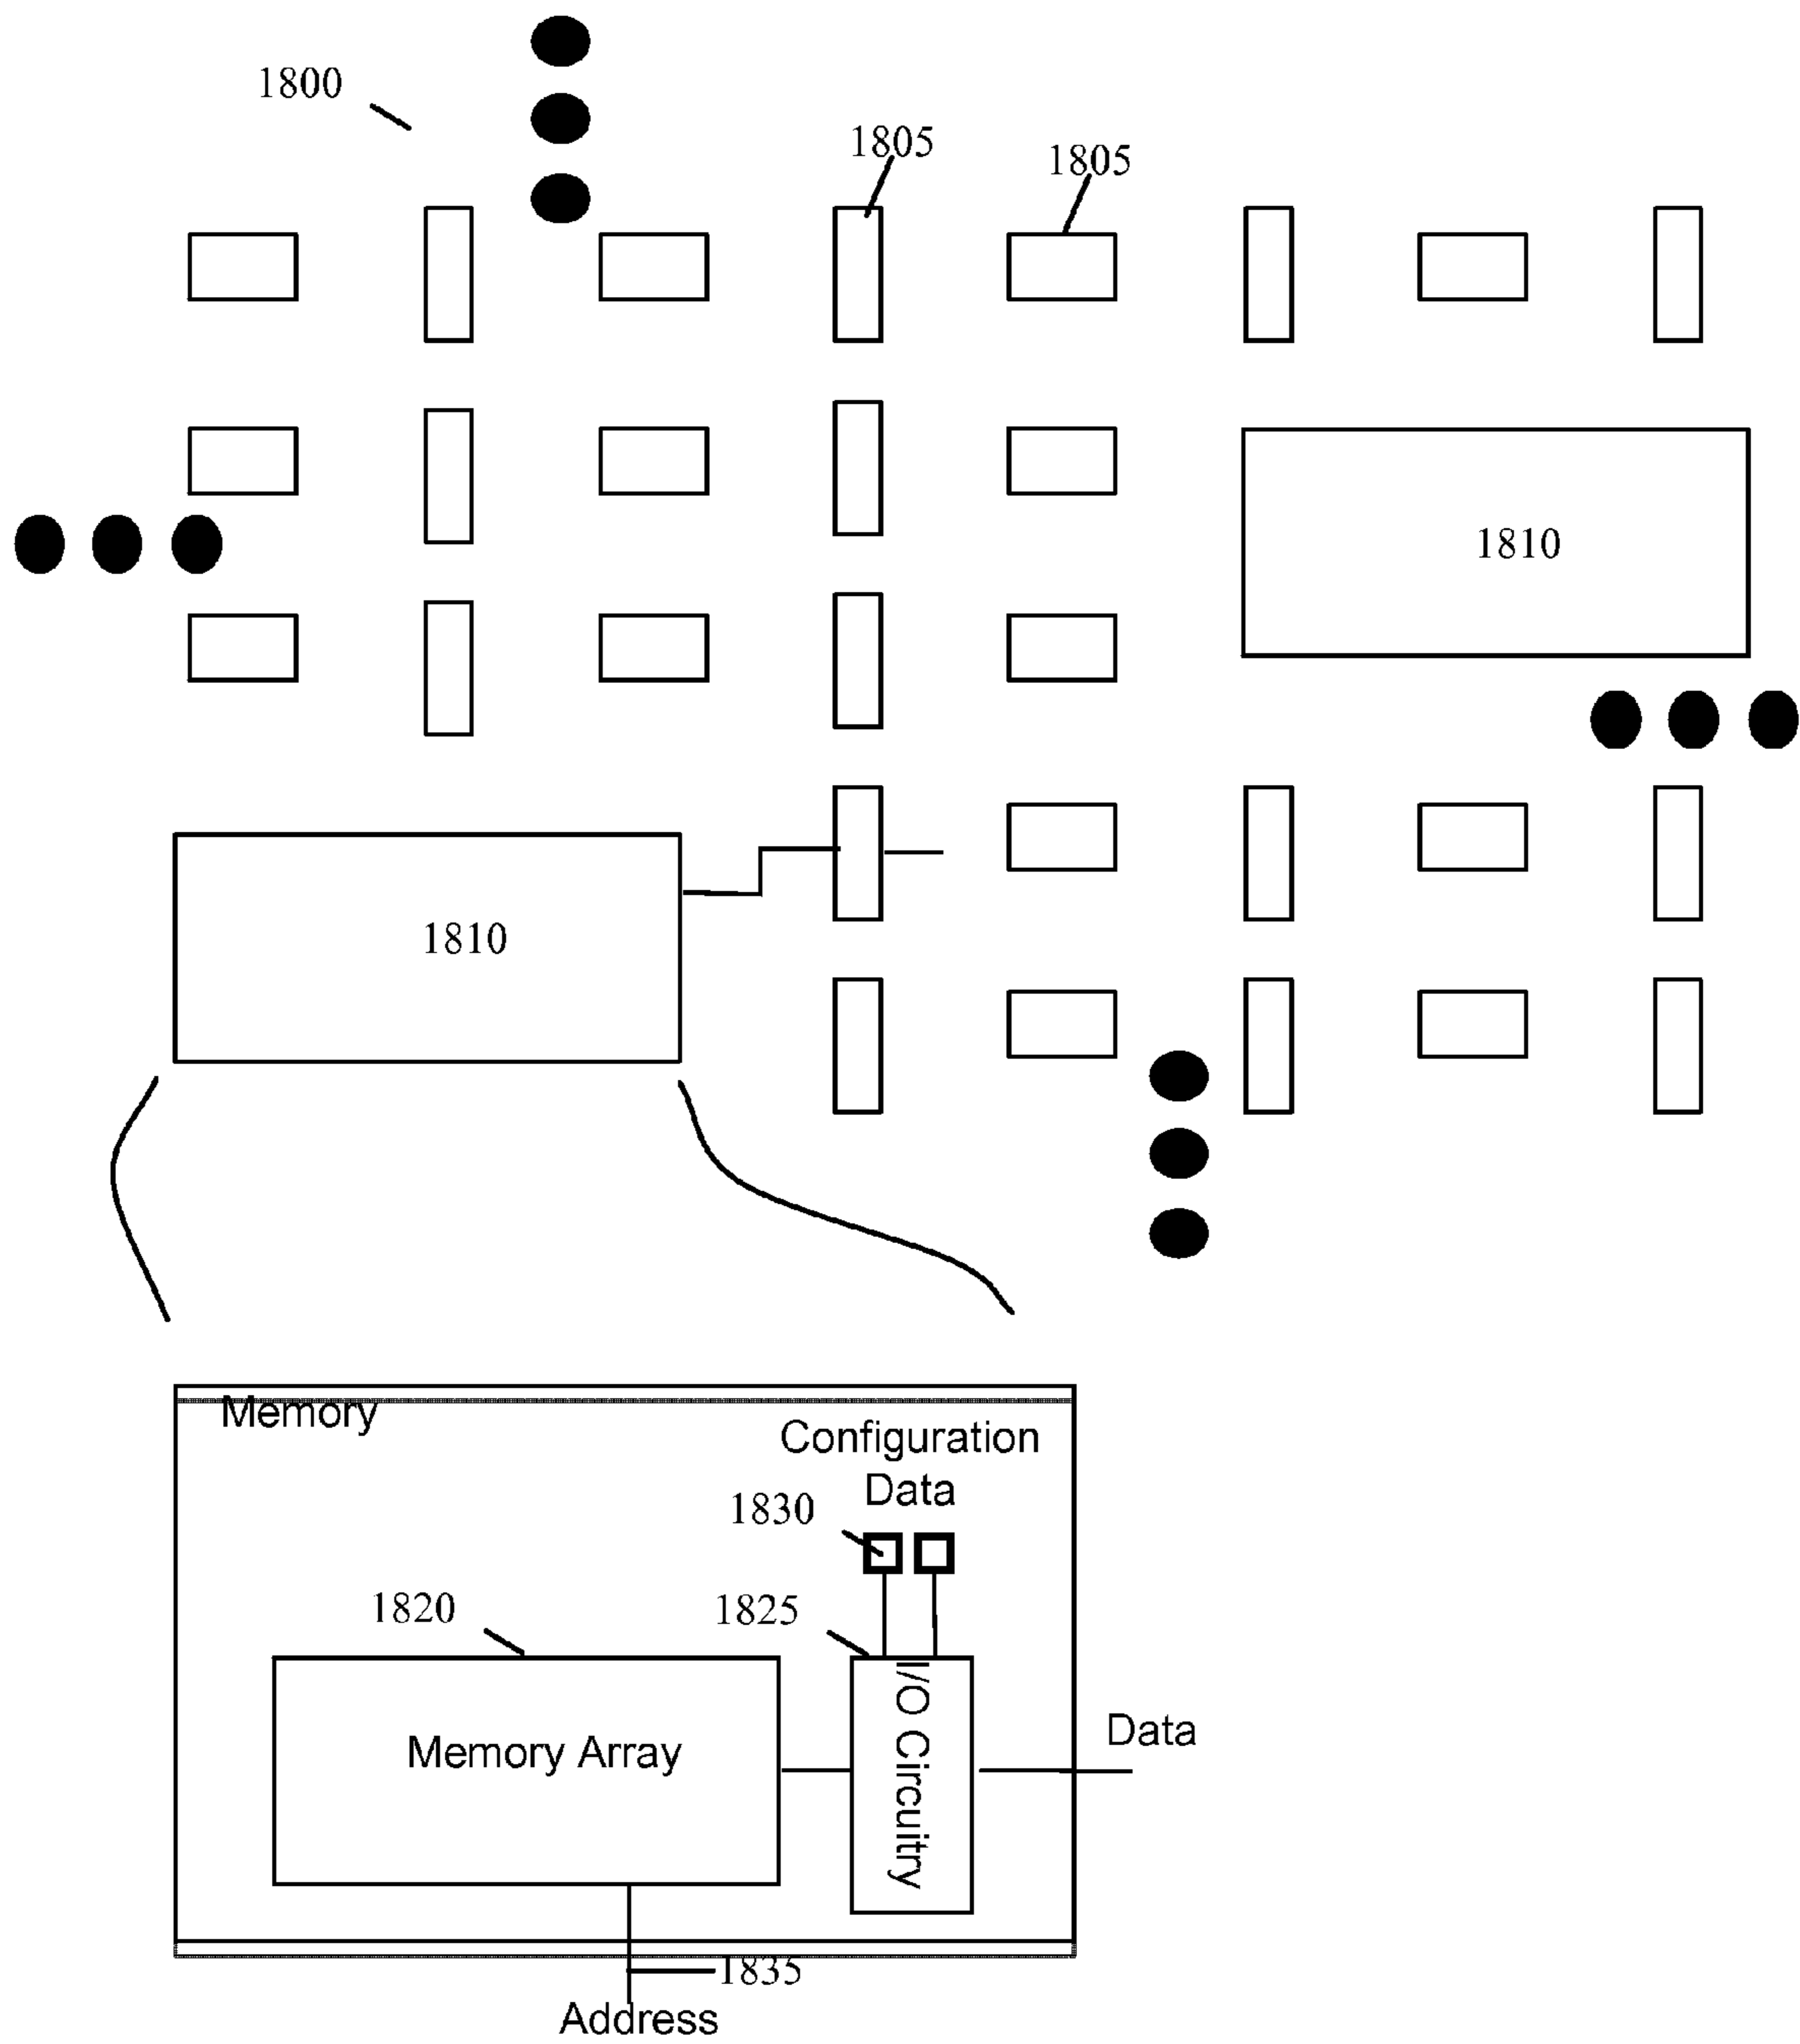 1800
1805
1805
1810
1810
Memory
Configuration
Data
1830
1820
1825
Memory Array
I/O Circuitry
Data
1835
Address